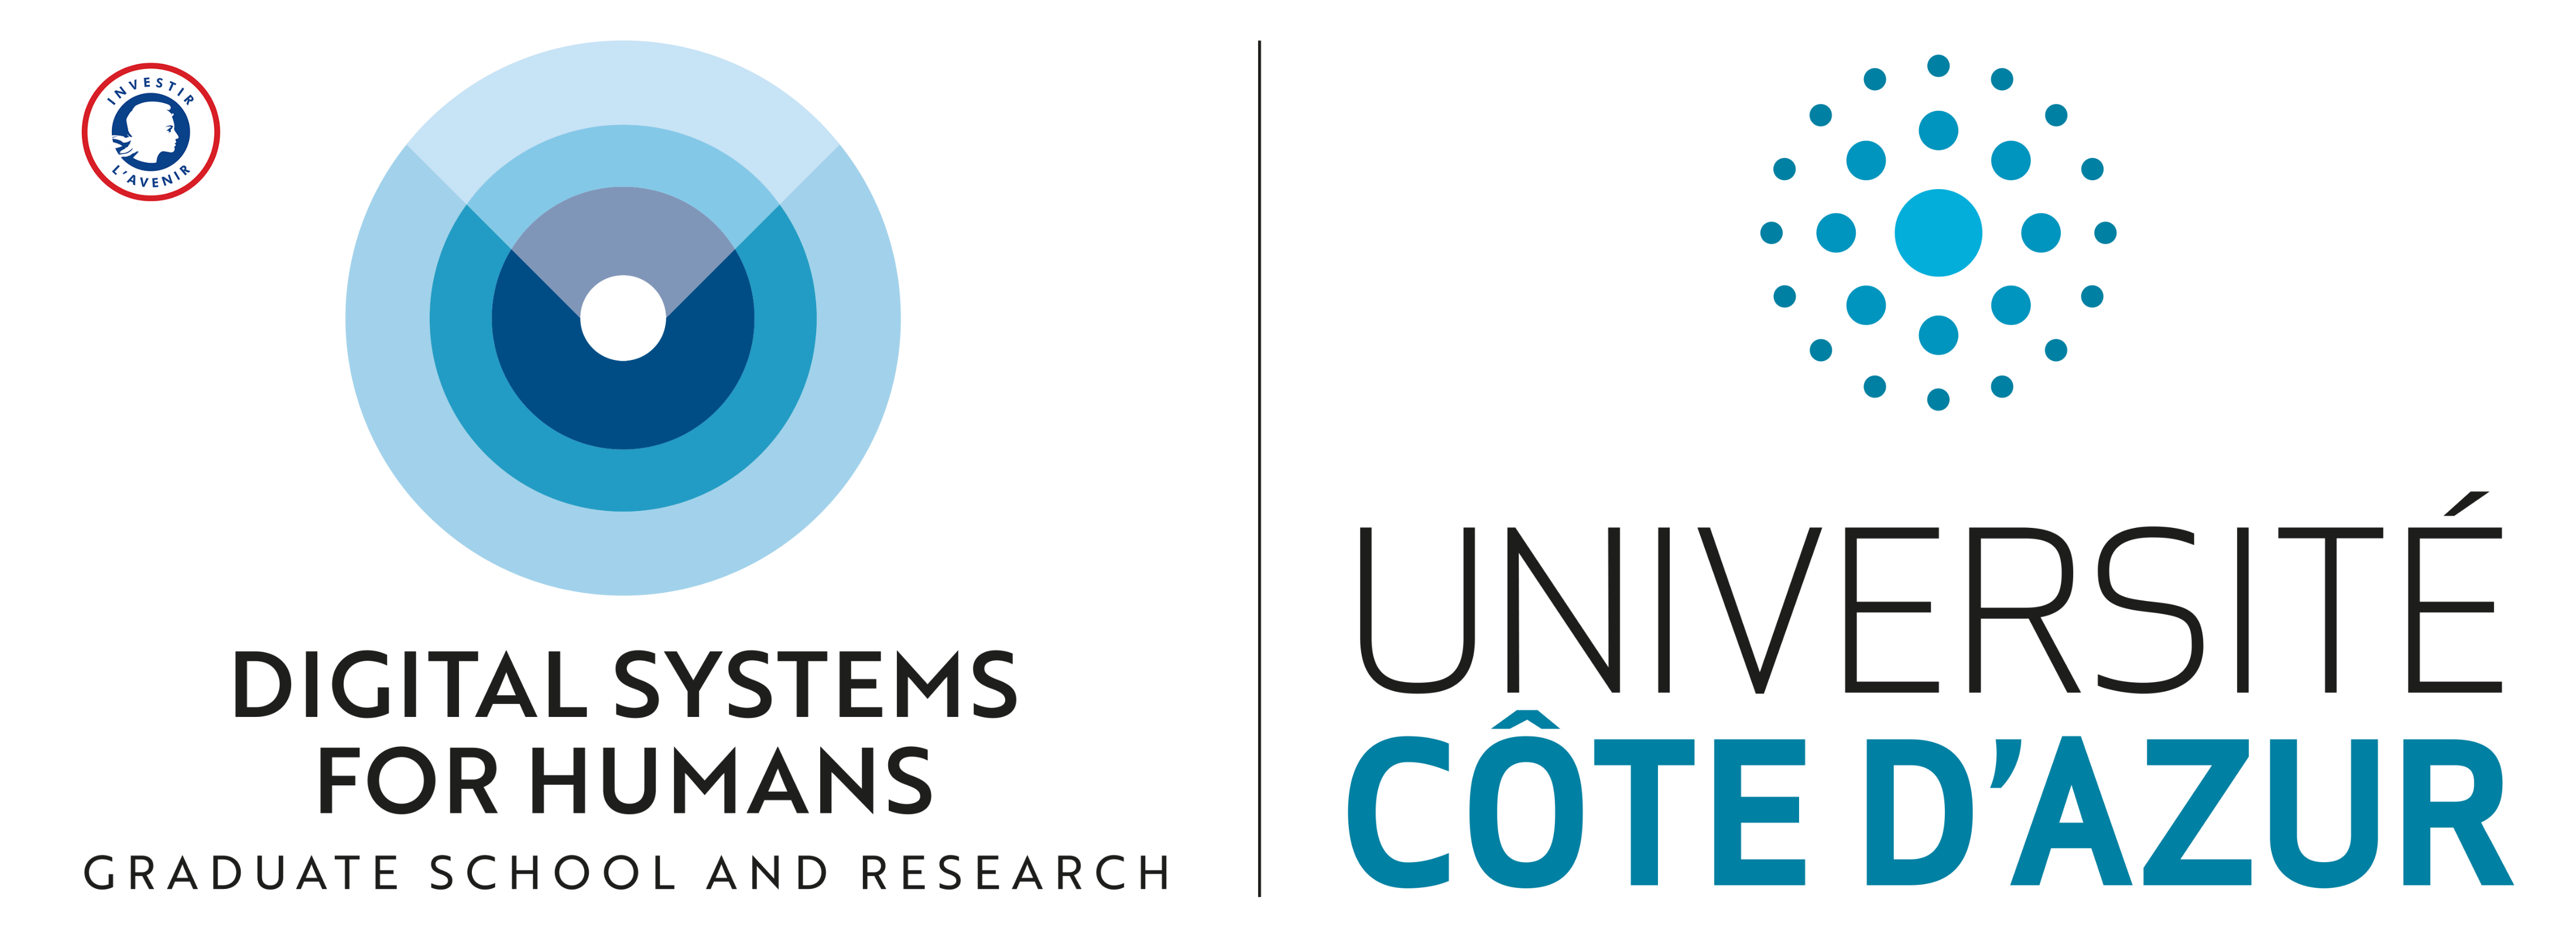 INVESTIR
L'AVENIR
DIGITAL SYSTEMS
FOR HUMANS
GRADUATE SCHOOL AND RESEARCH
UNIVERSITÉ
CÔTE D'AZUR